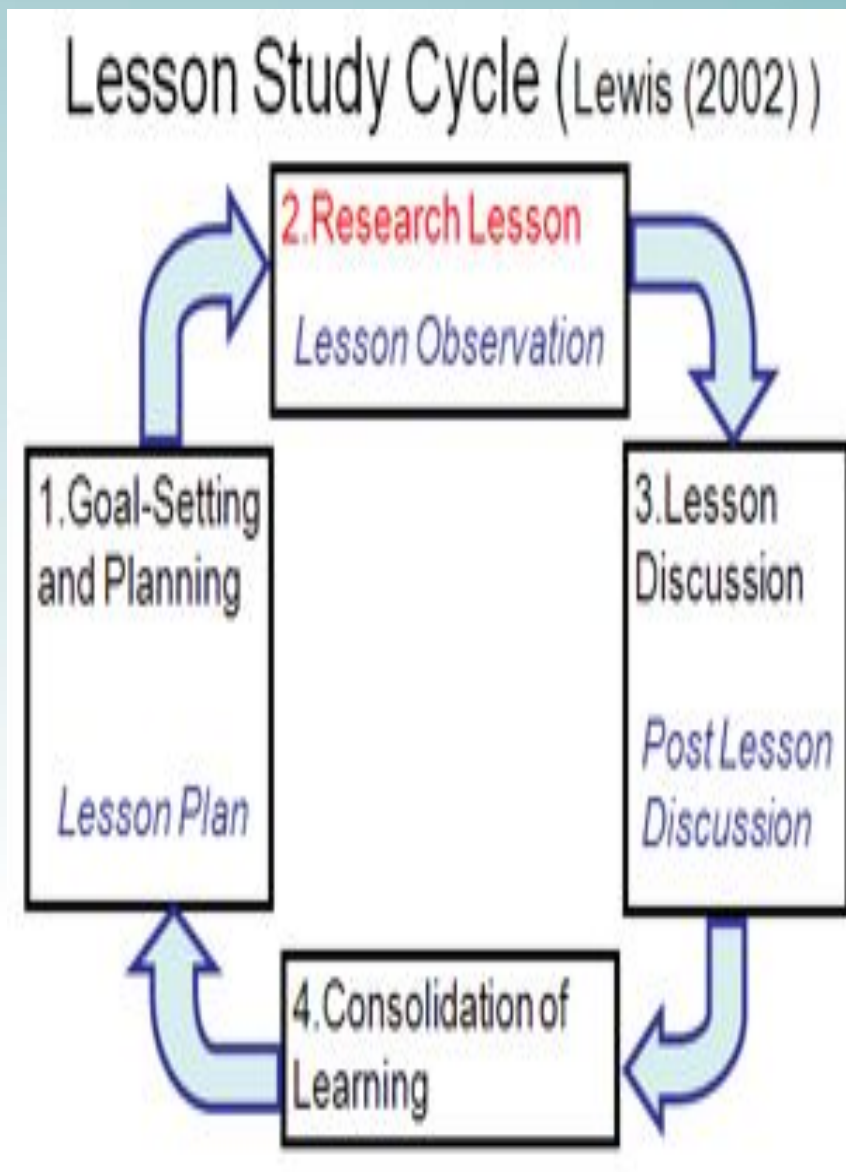 Lesson Study Cycle (Lewis (2002) )
2.Research Lesson
Lesson Observation
1.Goal-Setting
and Planning
Lesson Plan
3.Lesson
Discussion
Post Lesson
Discussion
4.Consolidation of
Learning